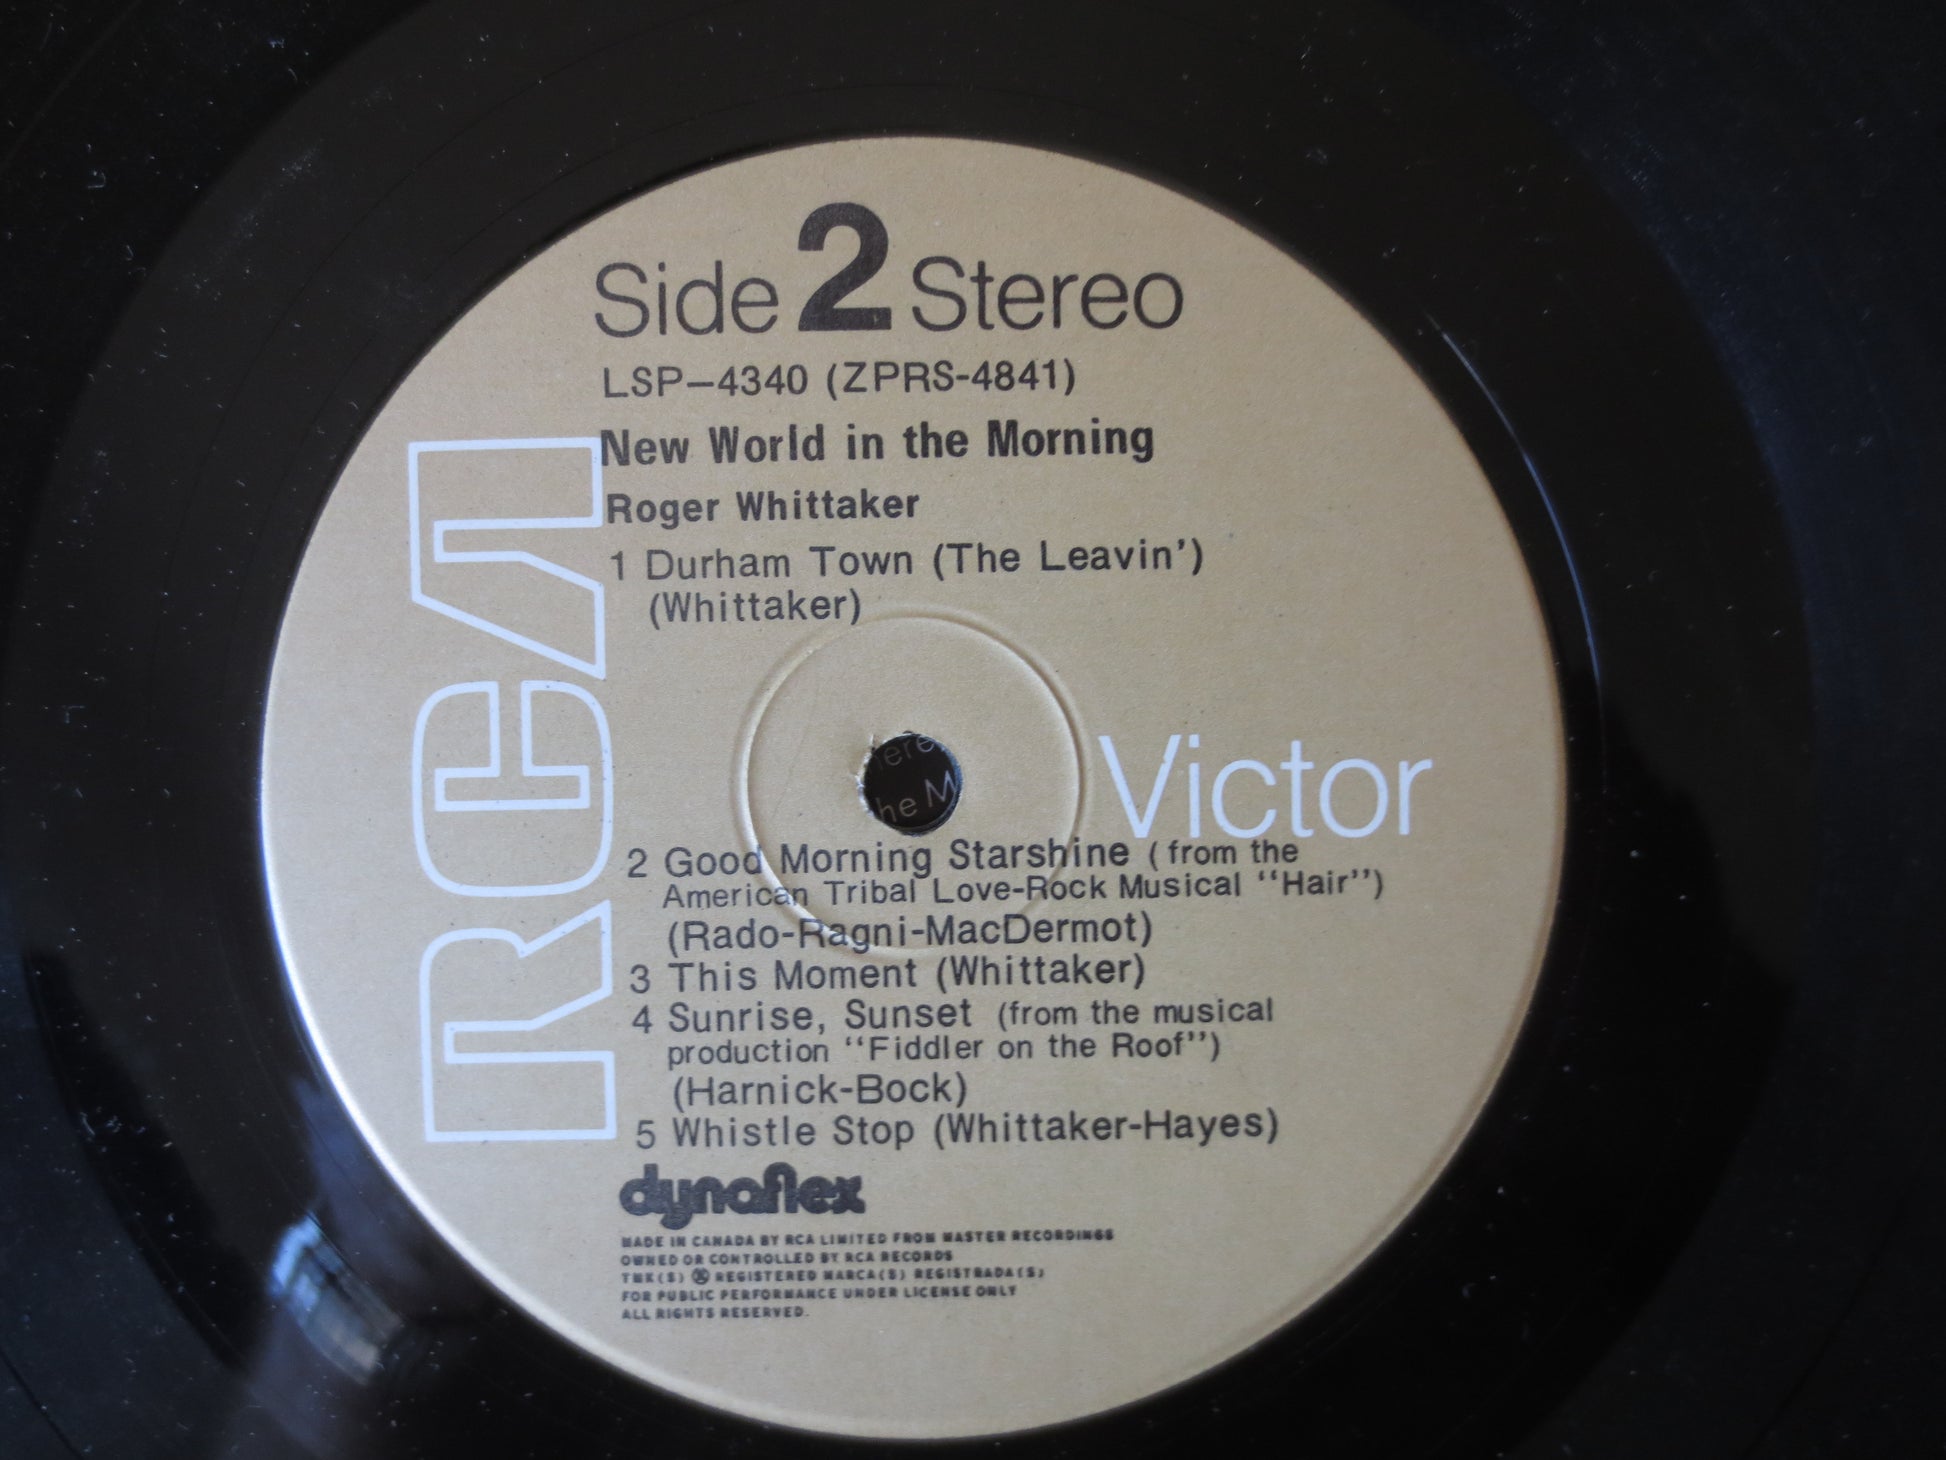 Side 2 Stereo
LSP-4340 (ZPRS-4841)
New World in the Morning
Roger Whittaker
1 Durham Town (The Leavin')
(Whittaker)
RCA
Victor
2 Good Morning Starshine (from the
American Tribal Love-Rock Musical "Hair")
(Rado-Ragni-MacDermot)
3 This Moment (Whittaker)
4 Sunrise, Sunset (from the musical
production "Fiddler on the Roof")
(Harnick-Bock)
5 Whistle Stop (Whittaker-Hayes)
dynaflex
MADE IN CANADA BY RCA LIMITED FROM MASTER RECORDINGS
OWNED OR CONTROLLED BY RCA RECORDS
TMK(S) ® REGISTERED MARCA(S) REGISTRADA(S)
FOR PUBLIC PERFORMANCE UNDER LICENSE ONLY
ALL RIGHTS RESERVED.